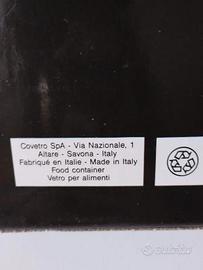 Covetro SpA - Via Nazionale, 1
Altare - Savona - Italy
Fabriqué en Italie - Made in Italy
Food container
Vetro per alimenti